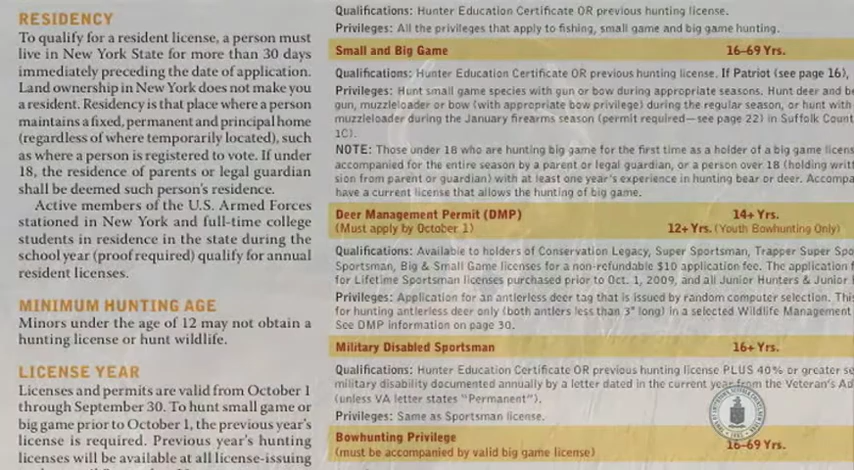 RESIDENCY
To qualify for a resident license, a person must
live in New York State for more than 30 days
immediately preceding the date of application.
Land ownership in New York does not make you
a resident. Residency is that place where a person
maintains a fixed, permanent and principal home
(regardless of where temporarily located), such
as where a person is registered to vote. If under
18, the residence of parents or legal guardian
shall be deemed such person's residence.
Active members of the U.S. Armed Forces
stationed in New York and full-time college
students in residence in the state during the
school year (proof required) qualify for annual
resident licenses.
MINIMUM HUNTING AGE
Minors under the age of 12 may not obtain a
hunting license or hunt wildlife.
LICENSE YEAR
Licenses and permits are valid from October 1
through September 30. To hunt small game or
big game prior to October 1, the previous year's
license is required. Previous year's hunting
licenses will be available at all license-issuing
Qualifications: Hunter Education Certificate OR previous hunting license.
Privileges: All the privileges that apply to fishing, small game and big game hunting.
Small and Big Game 16–69 Yrs.
Qualifications: Hunter Education Certificate OR previous hunting license. If Patriot (see page 16),
Privileges: Hunt small game species with gun or bow during appropriate seasons. Hunt deer and be
gun, muzzleloader or bow (with appropriate bow privilege) during the regular season, or hunt with
muzzleloader during the January firearms season (permit required—see page 22) in Suffolk Count
1C).
NOTE: Those under 18 who are hunting big game for the first time as a holder of a big game licens
accompanied for the entire season by a parent or legal guardian, or a person over 18 (holding writ
sion from parent or guardian) with at least one year's experience in hunting bear or deer. Accompa
have a current license that allows the hunting of big game.
Deer Management Permit (DMP) 14+ Yrs.
(Must apply by October 1) 12+ Yrs. (Youth Bowhunting Only)
Qualifications: Available to holders of Conservation Legacy, Super Sportsman, Trapper Super Spo
Sportsman, Big & Small Game licenses for a non-refundable $10 application fee. The application f
for Lifetime Sportsman licenses purchased prior to Oct. 1, 2009, and all Junior Hunters & Junior
Privileges: Application for an antlerless deer tag that is issued by random computer selection. This
for hunting antlerless deer only (both antlers less than 3" long) in a selected Wildlife Management
See DMP information on page 30.
Military Disabled Sportsman 16+ Yrs.
Qualifications: Hunter Education Certificate OR previous hunting license PLUS 40% or greater se
military disability documented annually by a letter dated in the current year from the Veteran's Ad
(unless VA letter states "Permanent").
Privileges: Same as Sportsman license.
Bowhunting Privilege 16–69 Yrs.
(must be accompanied by valid big game license)